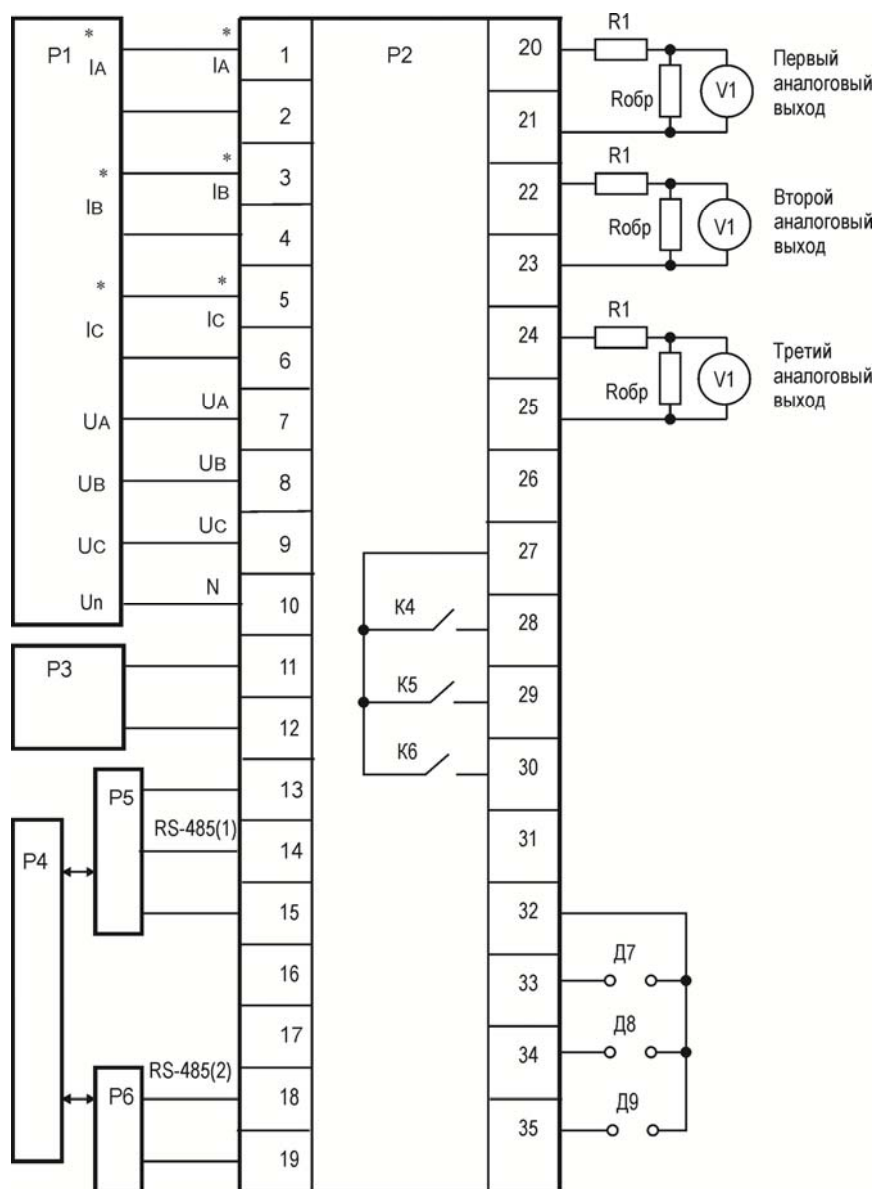 P1
*
IA
*
IA
1
P2
20
R1
Rобр
V1
Первый
аналоговый
выход
2
21
*
IB
*
IB
3
22
R1
Rобр
V1
Второй
аналоговый
выход
4
23
*
IC
*
IC
5
24
R1
Rобр
V1
Третий
аналоговый
выход
6
25
UA
UA
7
26
UB
UB
8
27
UC
UC
9
28
К4
Un
N
10
29
К5
P3
11
30
К6
12
31
P5
13
RS-485(1)
14
32
P4
15
33
Д7
16
34
Д8
17
35
Д9
RS-485(2)
P6
18
19